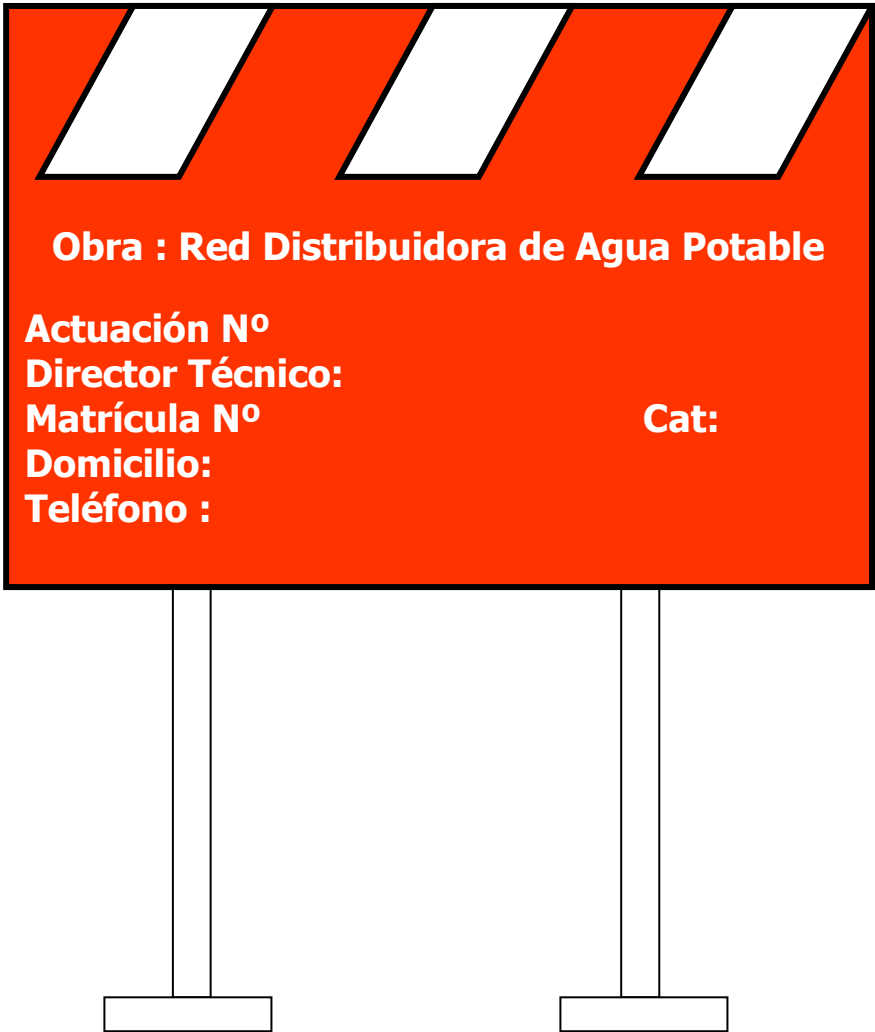 Obra : Red Distribuidora de Agua Potable
Actuación Nº
Director Técnico:
Matrícula Nº Cat:
Domicilio:
Teléfono :